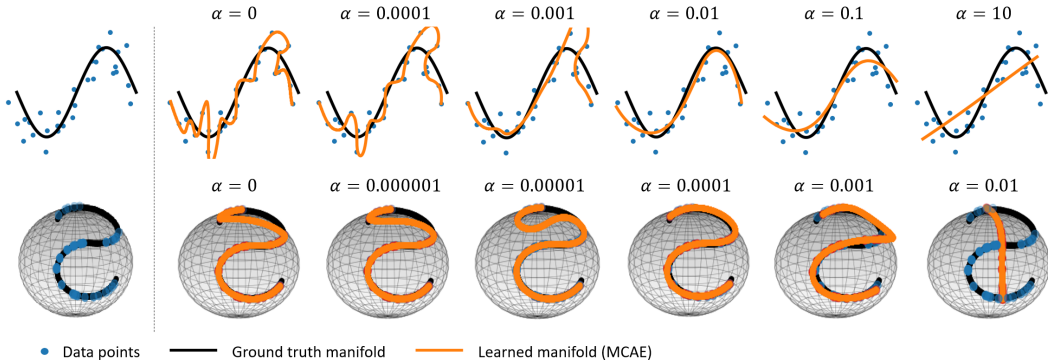 α = 0 α = 0.0001 α = 0.001 α = 0.01 α = 0.1 α = 10
α = 0 α = 0.000001 α = 0.00001 α = 0.0001 α = 0.001 α = 0.01
Data points Ground truth manifold Learned manifold (MCAE)